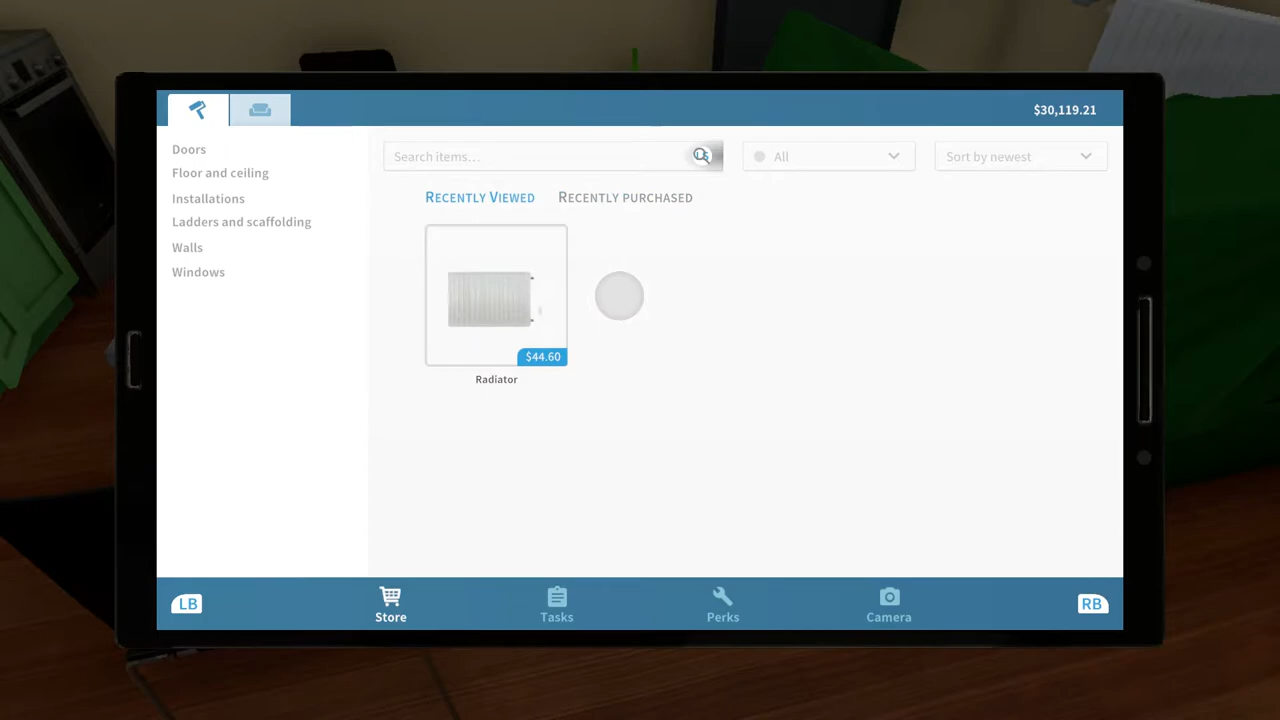 $30,119.21
Doors
Floor and ceiling
Installations
Ladders and scaffolding
Walls
Windows
Search items...
LS
All
Sort by newest
RECENTLY VIEWED
RECENTLY PURCHASED
$44.60
Radiator
LB
Store
Tasks
Perks
Camera
RB